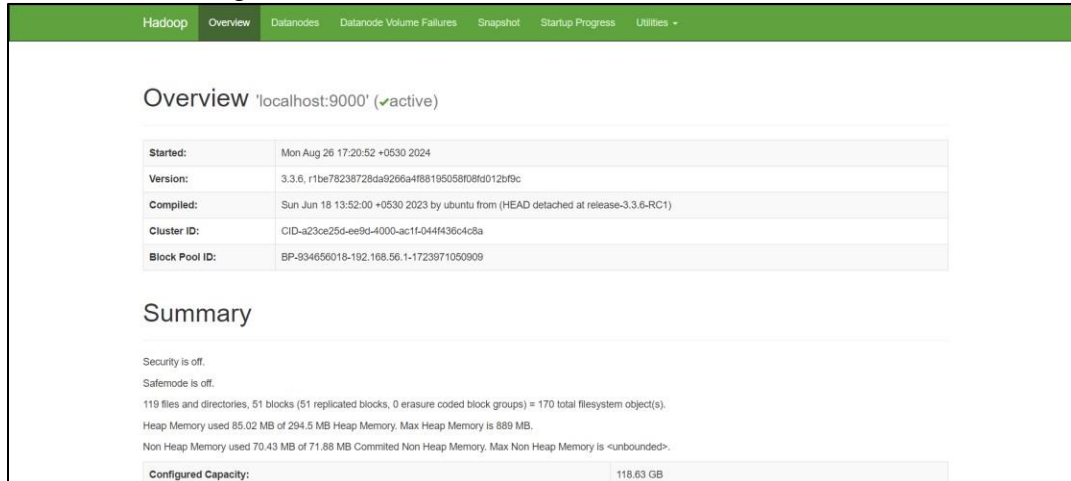 Hadoop Overview Datanodes Datanode Volume Failures Snapshot Startup Progress Utilities
Overview 'localhost:9000' (✔active)
Started: Mon Aug 26 17:20:52 +0530 2024
Version: 3.3.6, r1be78238728da9266a4f88195058f08fd012bf9c
Compiled: Sun Jun 18 13:52:00 +0530 2023 by ubuntu from (HEAD detached at release-3.3.6-RC1)
Cluster ID: CID-a23ce25d-ee9d-4000-ac1f-044f436c4c8a
Block Pool ID: BP-934656018-192.168.56.1-1723971050909
Summary
Security is off.
Safemode is off.
119 files and directories, 51 blocks (51 replicated blocks, 0 erasure coded block groups) = 170 total filesystem object(s).
Heap Memory used 85.02 MB of 294.5 MB Heap Memory. Max Heap Memory is 889 MB.
Non Heap Memory used 70.43 MB of 71.88 MB Commited Non Heap Memory. Max Non Heap Memory is <unbounded>.
Configured Capacity: 118.63 GB